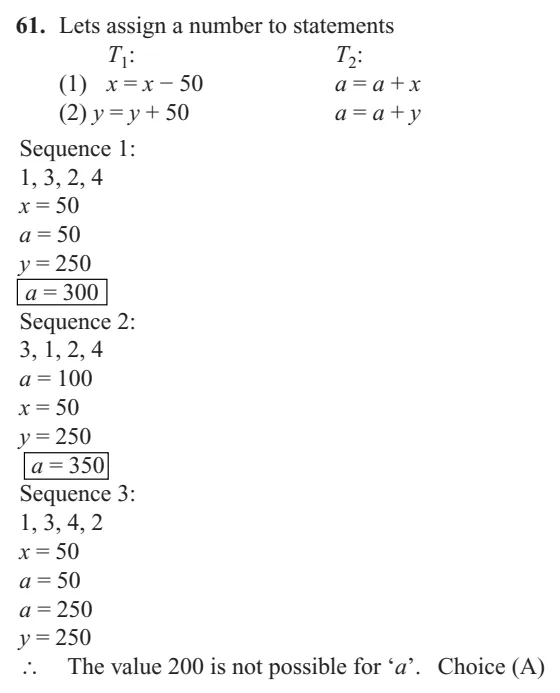 61. Lets assign a number to statements
T₁: T₂:
(1) x = x − 50 a = a + x
(2) y = y + 50 a = a + y
Sequence 1:
1, 3, 2, 4
x = 50
a = 50
y = 250
a = 300
Sequence 2:
3, 1, 2, 4
a = 100
x = 50
y = 250
a = 350
Sequence 3:
1, 3, 4, 2
x = 50
a = 50
a = 250
y = 250
∴ The value 200 is not possible for ‘a’. Choice (A)